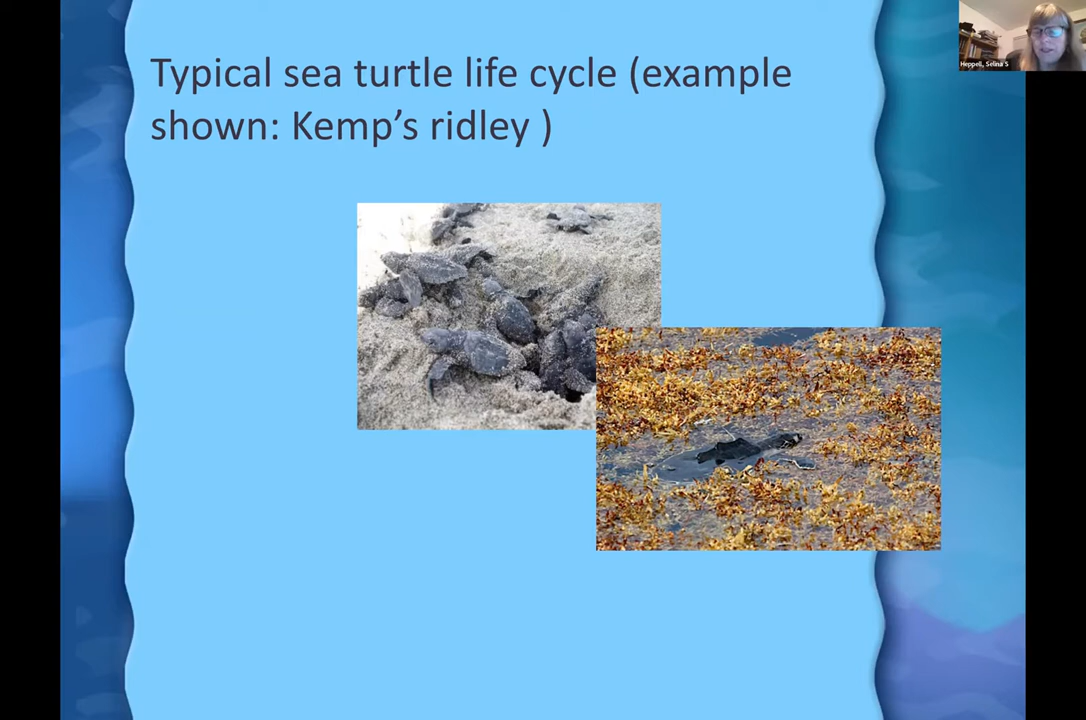 Typical sea turtle life cycle (example
shown: Kemp’s ridley )
Heppell, Selina S